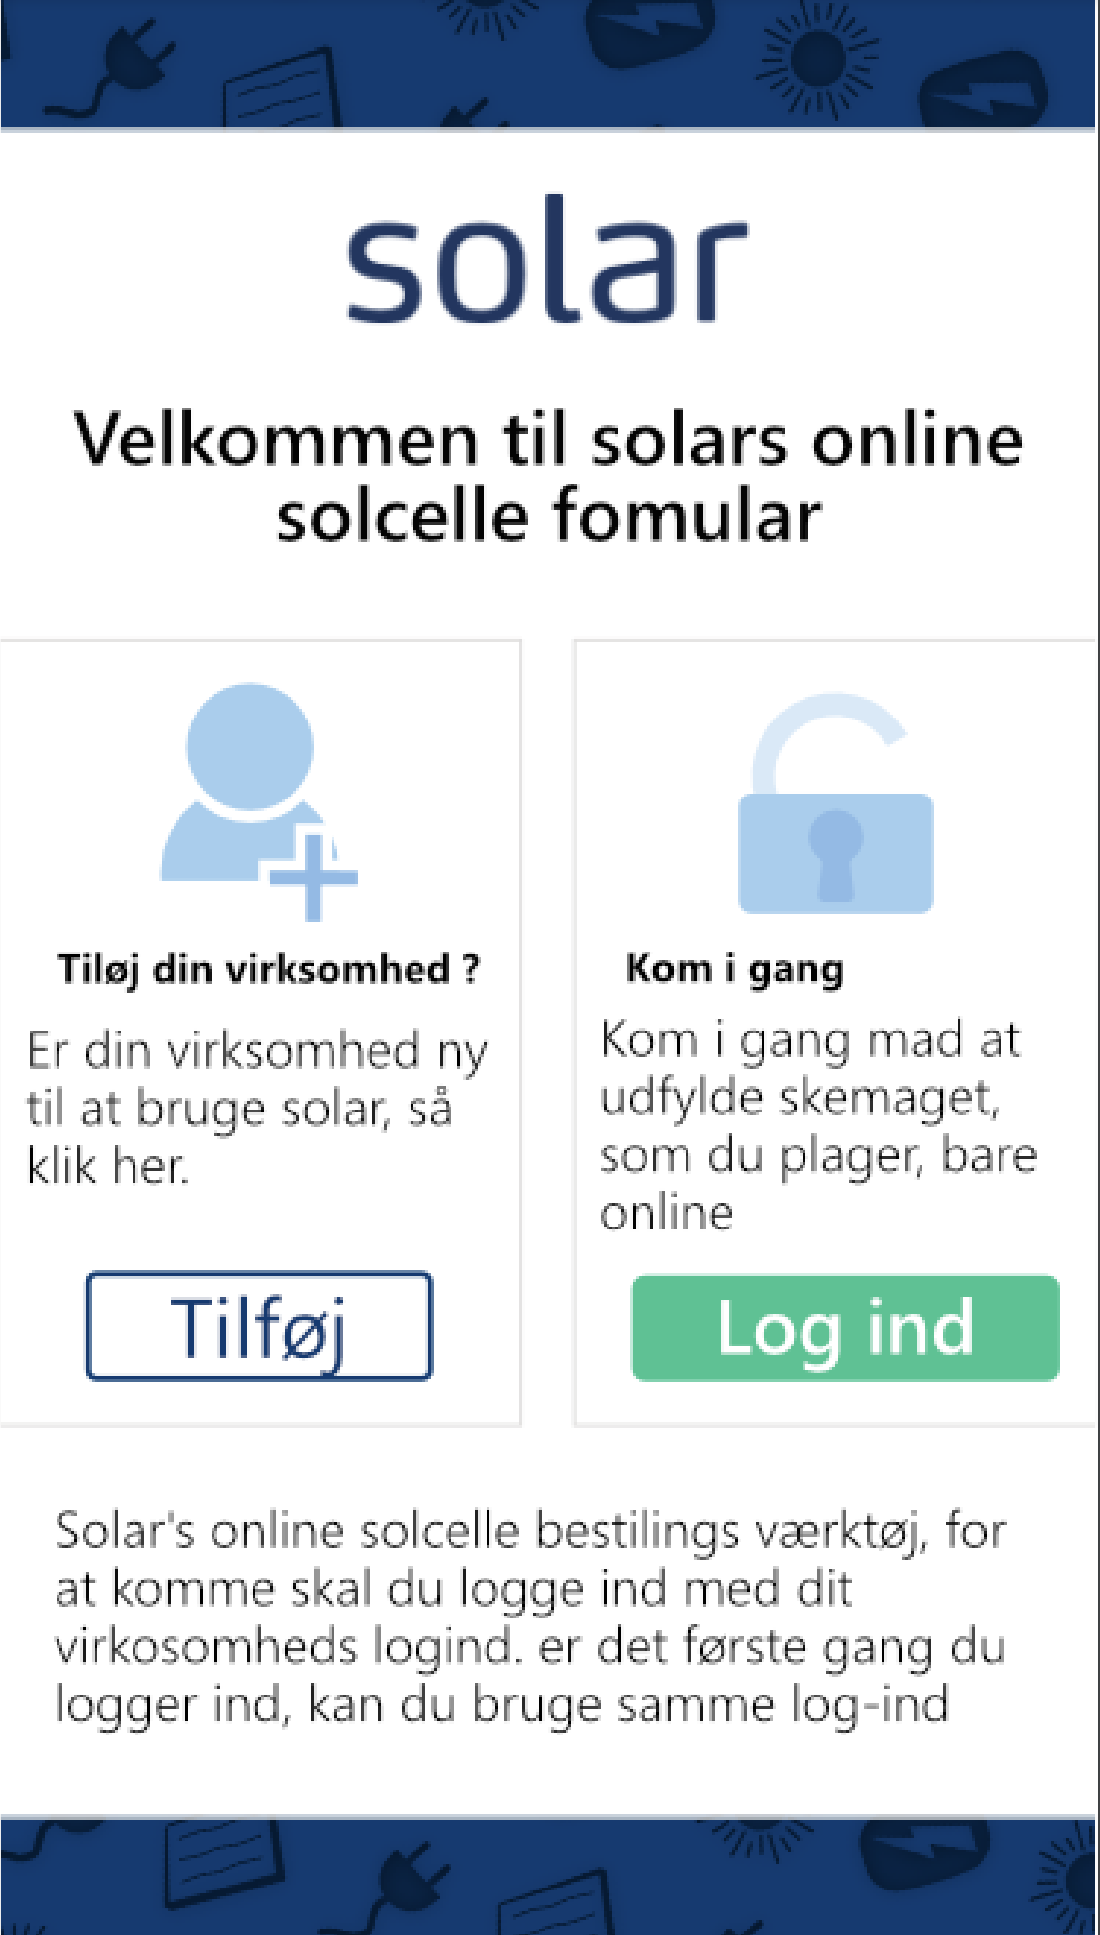 solar
Velkommen til solars online
solcelle fomular
Tiløj din virksomhed ?
Er din virksomhed ny
til at bruge solar, så
klik her.
Tilføj
Kom i gang
Kom i gang mad at
udfylde skemaget,
som du plager, bare
online
Log ind
Solar's online solcelle bestilings værktøj, for
at komme skal du logge ind med dit
virkosomheds logind. er det første gang du
logger ind, kan du bruge samme log-ind